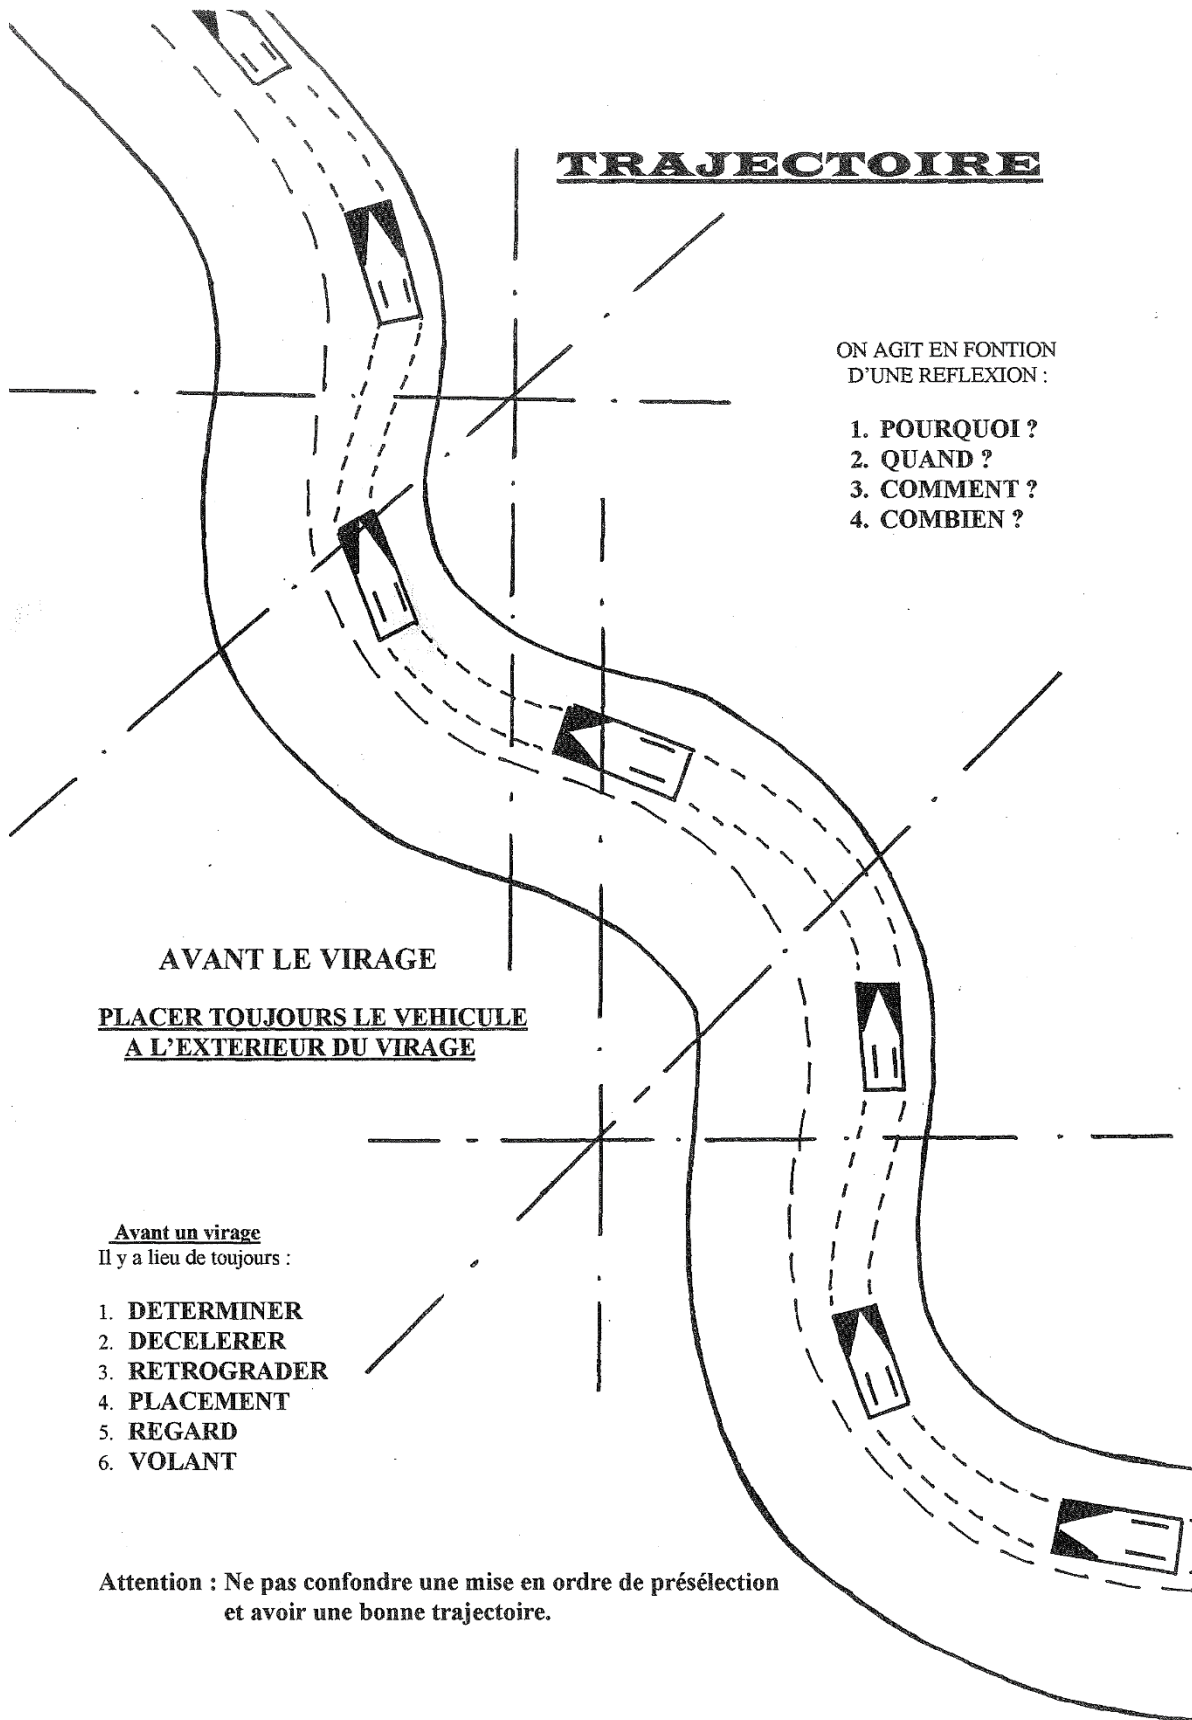 TRAJECTOIRE
ON AGIT EN FONTION
D'UNE REFLEXION :
1. POURQUOI ?
2. QUAND ?
3. COMMENT ?
4. COMBIEN ?
AVANT LE VIRAGE
PLACER TOUJOURS LE VEHICULE
A L'EXTERIEUR DU VIRAGE
Avant un virage
Il y a lieu de toujours :
1. DETERMINER
2. DECELERER
3. RETROGRADER
4. PLACEMENT
5. REGARD
6. VOLANT
Attention : Ne pas confondre une mise en ordre de présélection
et avoir une bonne trajectoire.